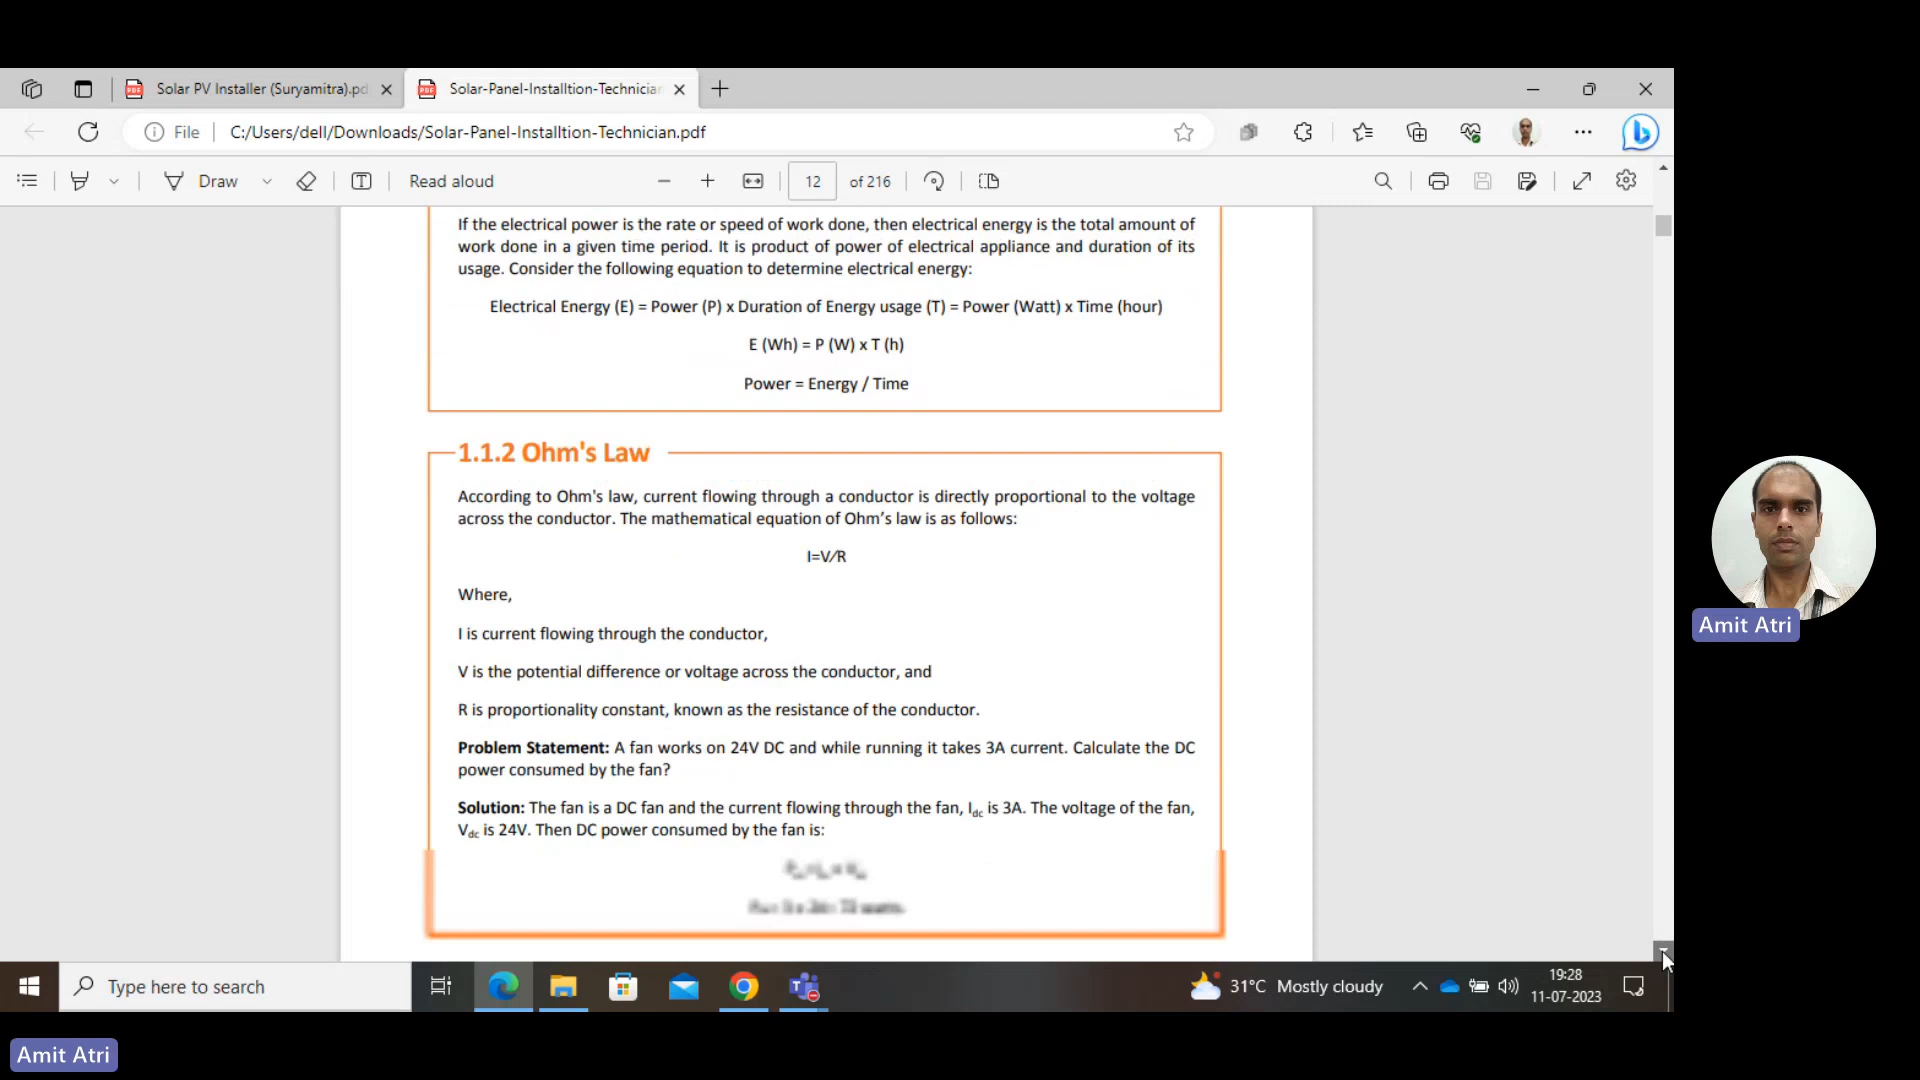 Solar PV Installer (Suryamitra).pd
Solar-Panel-Installtion-Technician
File
C:/Users/dell/Downloads/Solar-Panel-Installtion-Technician.pdf
Draw
Read aloud
12 of 216
If the electrical power is the rate or speed of work done, then electrical energy is the total amount of
work done in a given time period. It is product of power of electrical appliance and duration of its
usage. Consider the following equation to determine electrical energy:
Electrical Energy (E) = Power (P) x Duration of Energy usage (T) = Power (Watt) x Time (hour)
E (Wh) = P (W) x T (h)
Power = Energy / Time
1.1.2 Ohm's Law
According to Ohm's law, current flowing through a conductor is directly proportional to the voltage
across the conductor. The mathematical equation of Ohm's law is as follows:
I=V/R
Where,
I is current flowing through the conductor,
V is the potential difference or voltage across the conductor, and
R is proportionality constant, known as the resistance of the conductor.
Problem Statement: A fan works on 24V DC and while running it takes 3A current. Calculate the DC
power consumed by the fan?
Solution: The fan is a DC fan and the current flowing through the fan, Idc is 3A. The voltage of the fan,
Vdc is 24V. Then DC power consumed by the fan is:
Amit Atri
Type here to search
31°C Mostly cloudy
19:28
11-07-2023
Amit Atri